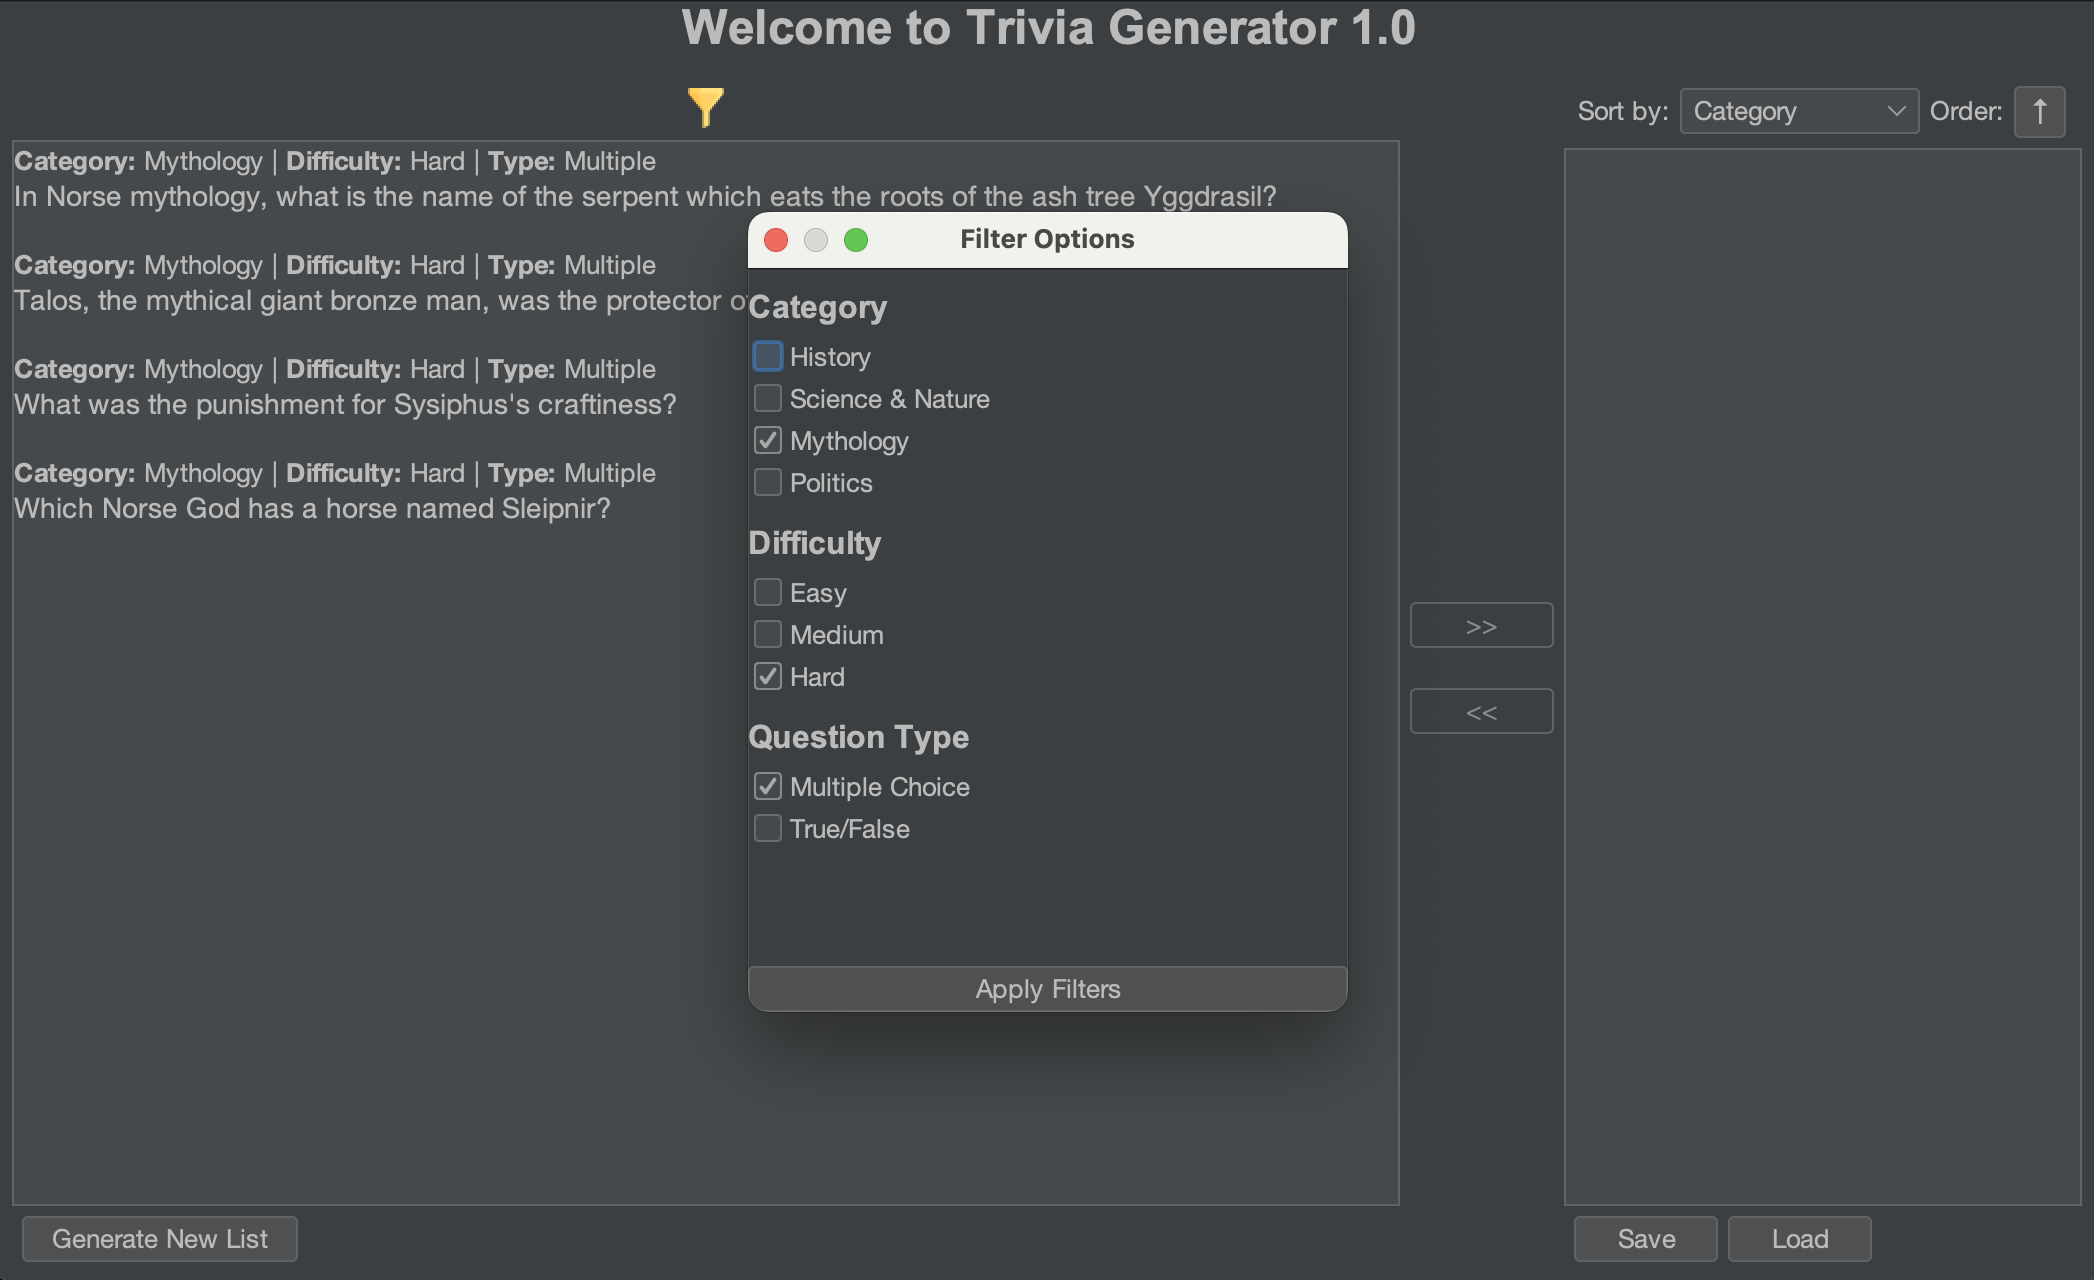 Welcome to Trivia Generator 1.0
Sort by: Category Order: ↑
Category: Mythology | Difficulty: Hard | Type: Multiple
In Norse mythology, what is the name of the serpent which eats the roots of the ash tree Yggdrasil?
Category: Mythology | Difficulty: Hard | Type: Multiple
Talos, the mythical giant bronze man, was the protector
Category: Mythology | Difficulty: Hard | Type: Multiple
What was the punishment for Sysiphus's craftiness?
Category: Mythology | Difficulty: Hard | Type: Multiple
Which Norse God has a horse named Sleipnir?
Filter Options
Category
History
Science & Nature
Mythology
Politics
Difficulty
Easy
Medium
Hard
Question Type
Multiple Choice
True/False
Apply Filters
>>
<<
Generate New List
Save
Load